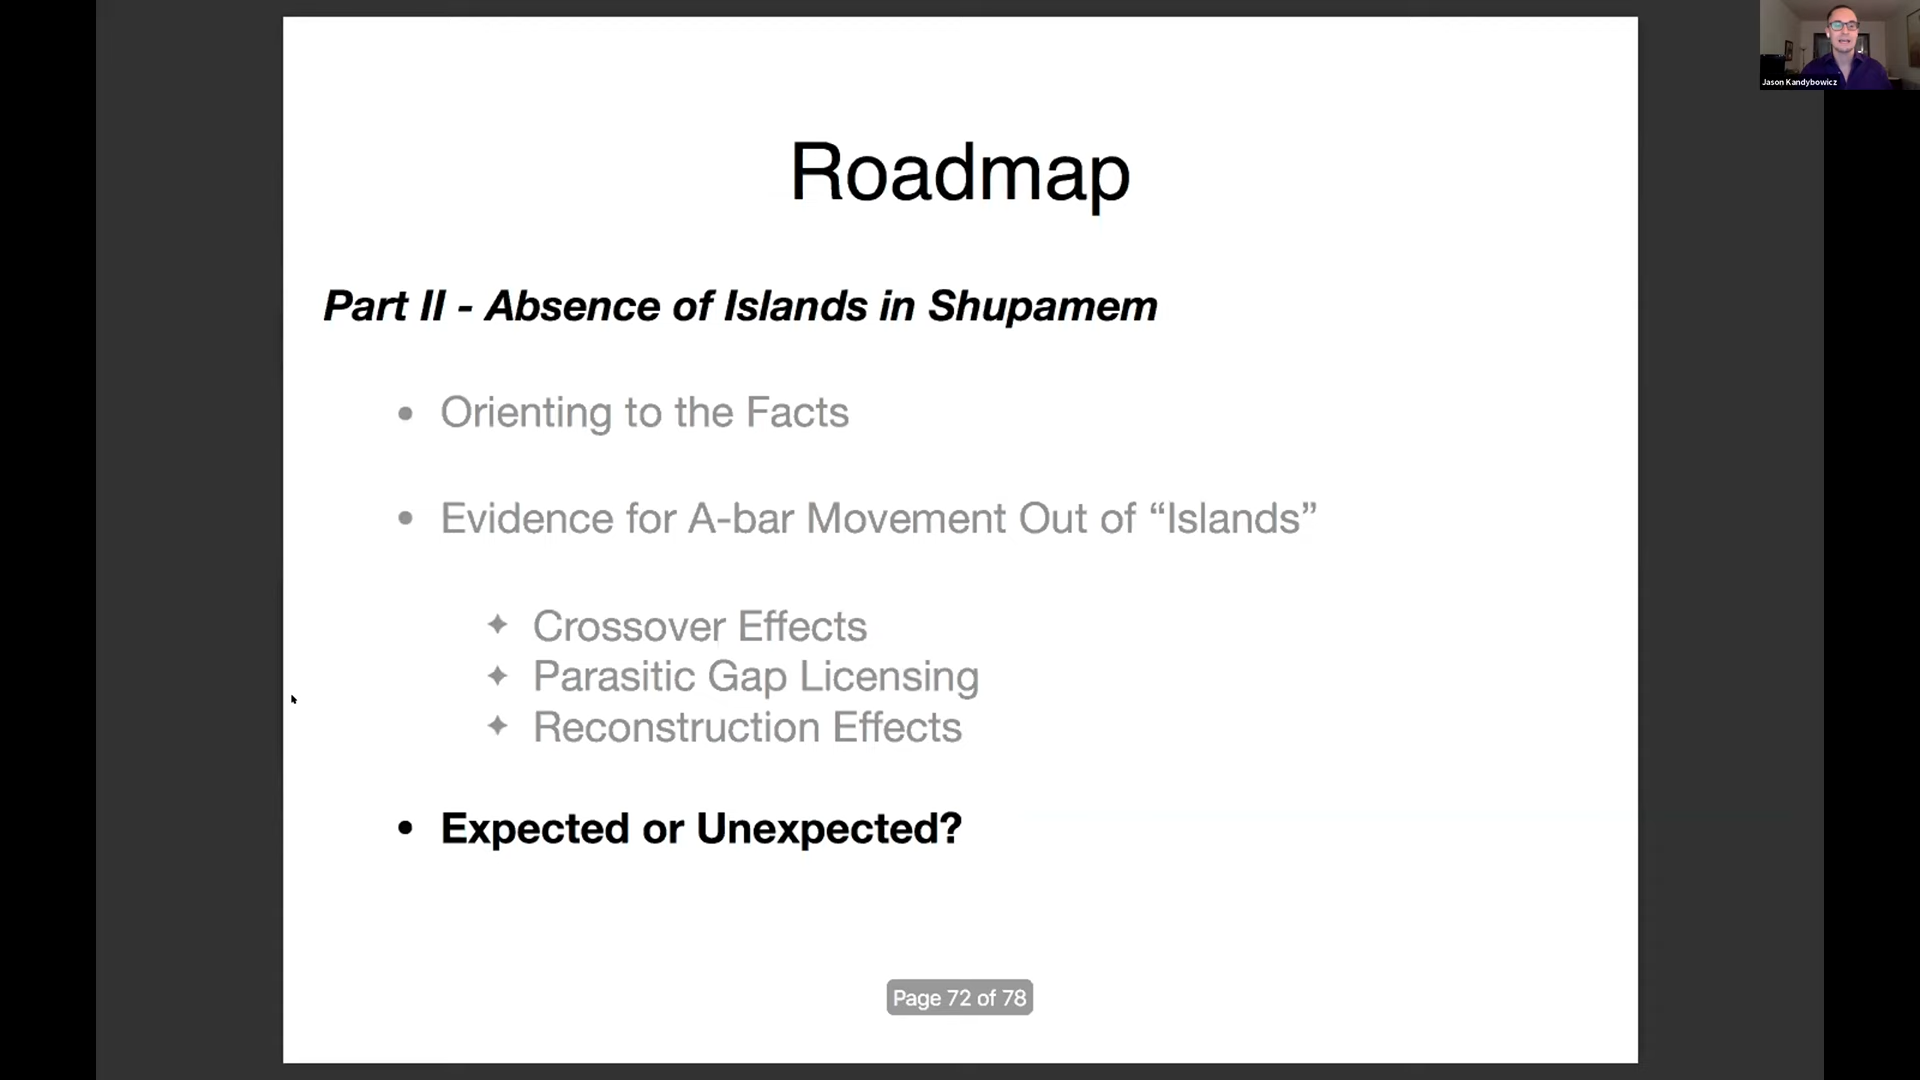 Jason Kandybowicz
Roadmap
Part II - Absence of Islands in Shupamem
• Orienting to the Facts
• Evidence for A-bar Movement Out of “Islands”
✦ Crossover Effects
✦ Parasitic Gap Licensing
✦ Reconstruction Effects
• Expected or Unexpected?
Page 72 of 78